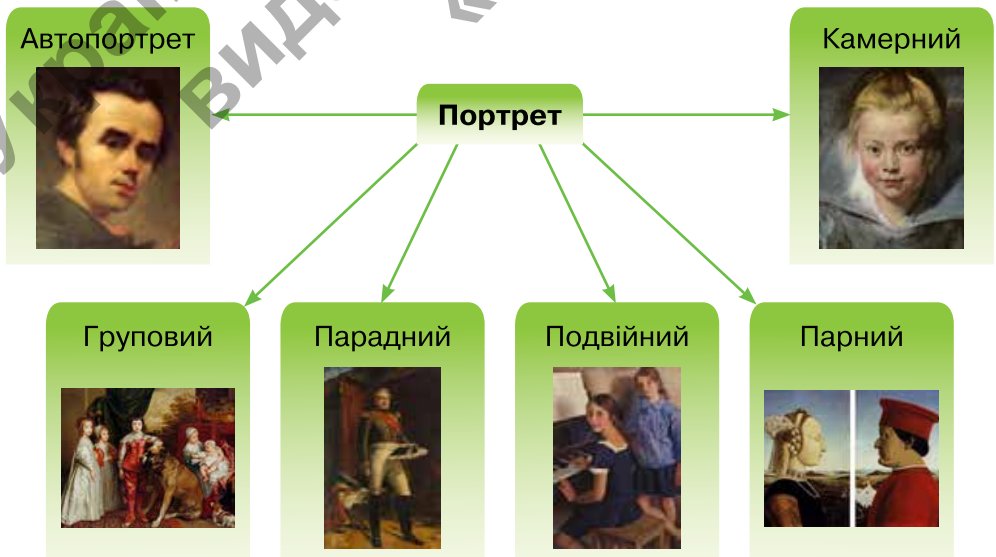 Автопортрет
Камерний
Портрет
Груповий
Парадний
Подвійний
Парний